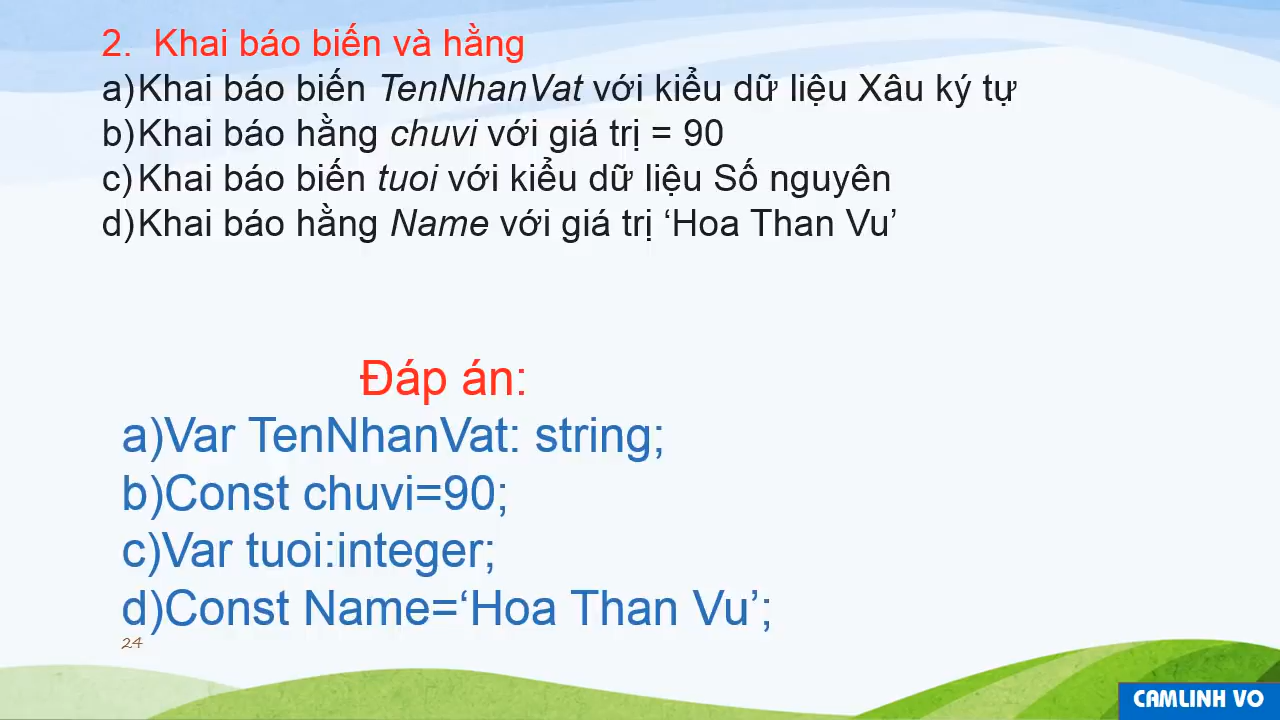 2. Khai báo biến và hằng
a)Khai báo biến TenNhanVat với kiểu dữ liệu Xâu ký tự
b)Khai báo hằng chuvi với giá trị = 90
c)Khai báo biến tuoi với kiểu dữ liệu Số nguyên
d)Khai báo hằng Name với giá trị ‘Hoa Than Vu’
Đáp án:
a)Var TenNhanVat: string;
b)Const chuvi=90;
c)Var tuoi:integer;
d)Const Name=‘Hoa Than Vu’;
24
CAMLINH VO